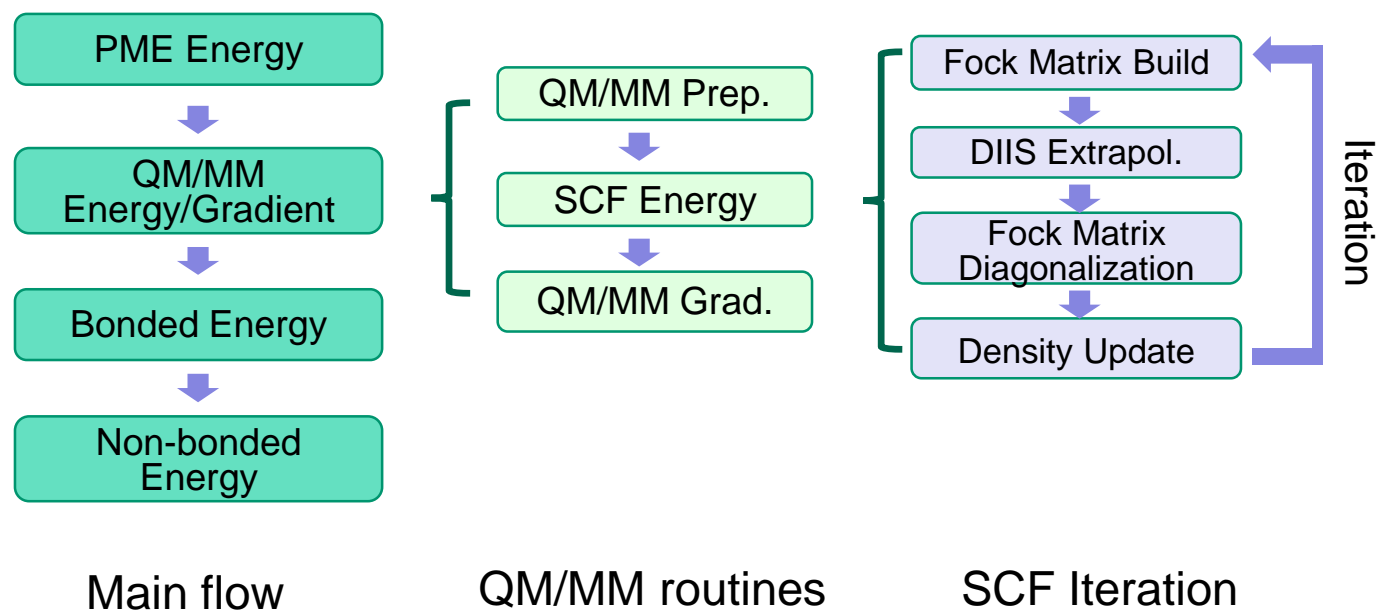 PME Energy
QM/MM
Energy/Gradient
Bonded Energy
Non-bonded
Energy
Main flow
QM/MM Prep.
SCF Energy
QM/MM Grad.
QM/MM routines
Fock Matrix Build
DIIS Extrapol.
Fock Matrix
Diagonalization
Density Update
Iteration
SCF Iteration